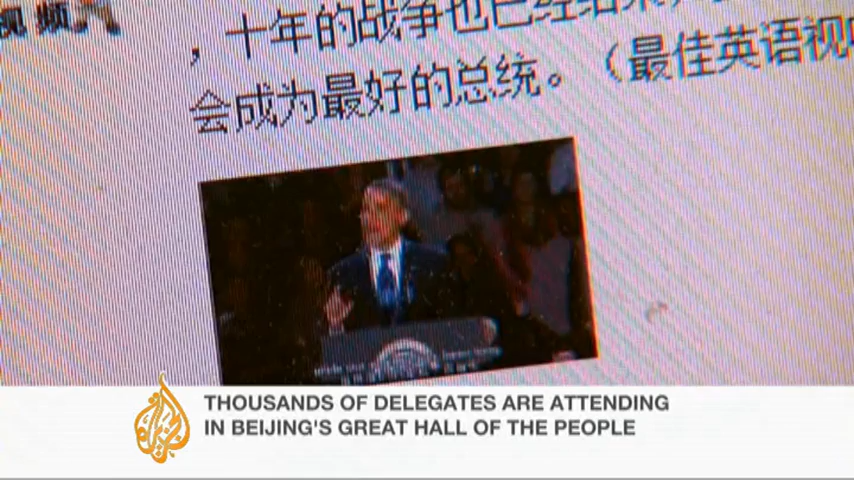 视频
，十年的战争也已经结束，
会成为最好的总统。（最佳英语视
THOUSANDS OF DELEGATES ARE ATTENDING
IN BEIJING'S GREAT HALL OF THE PEOPLE